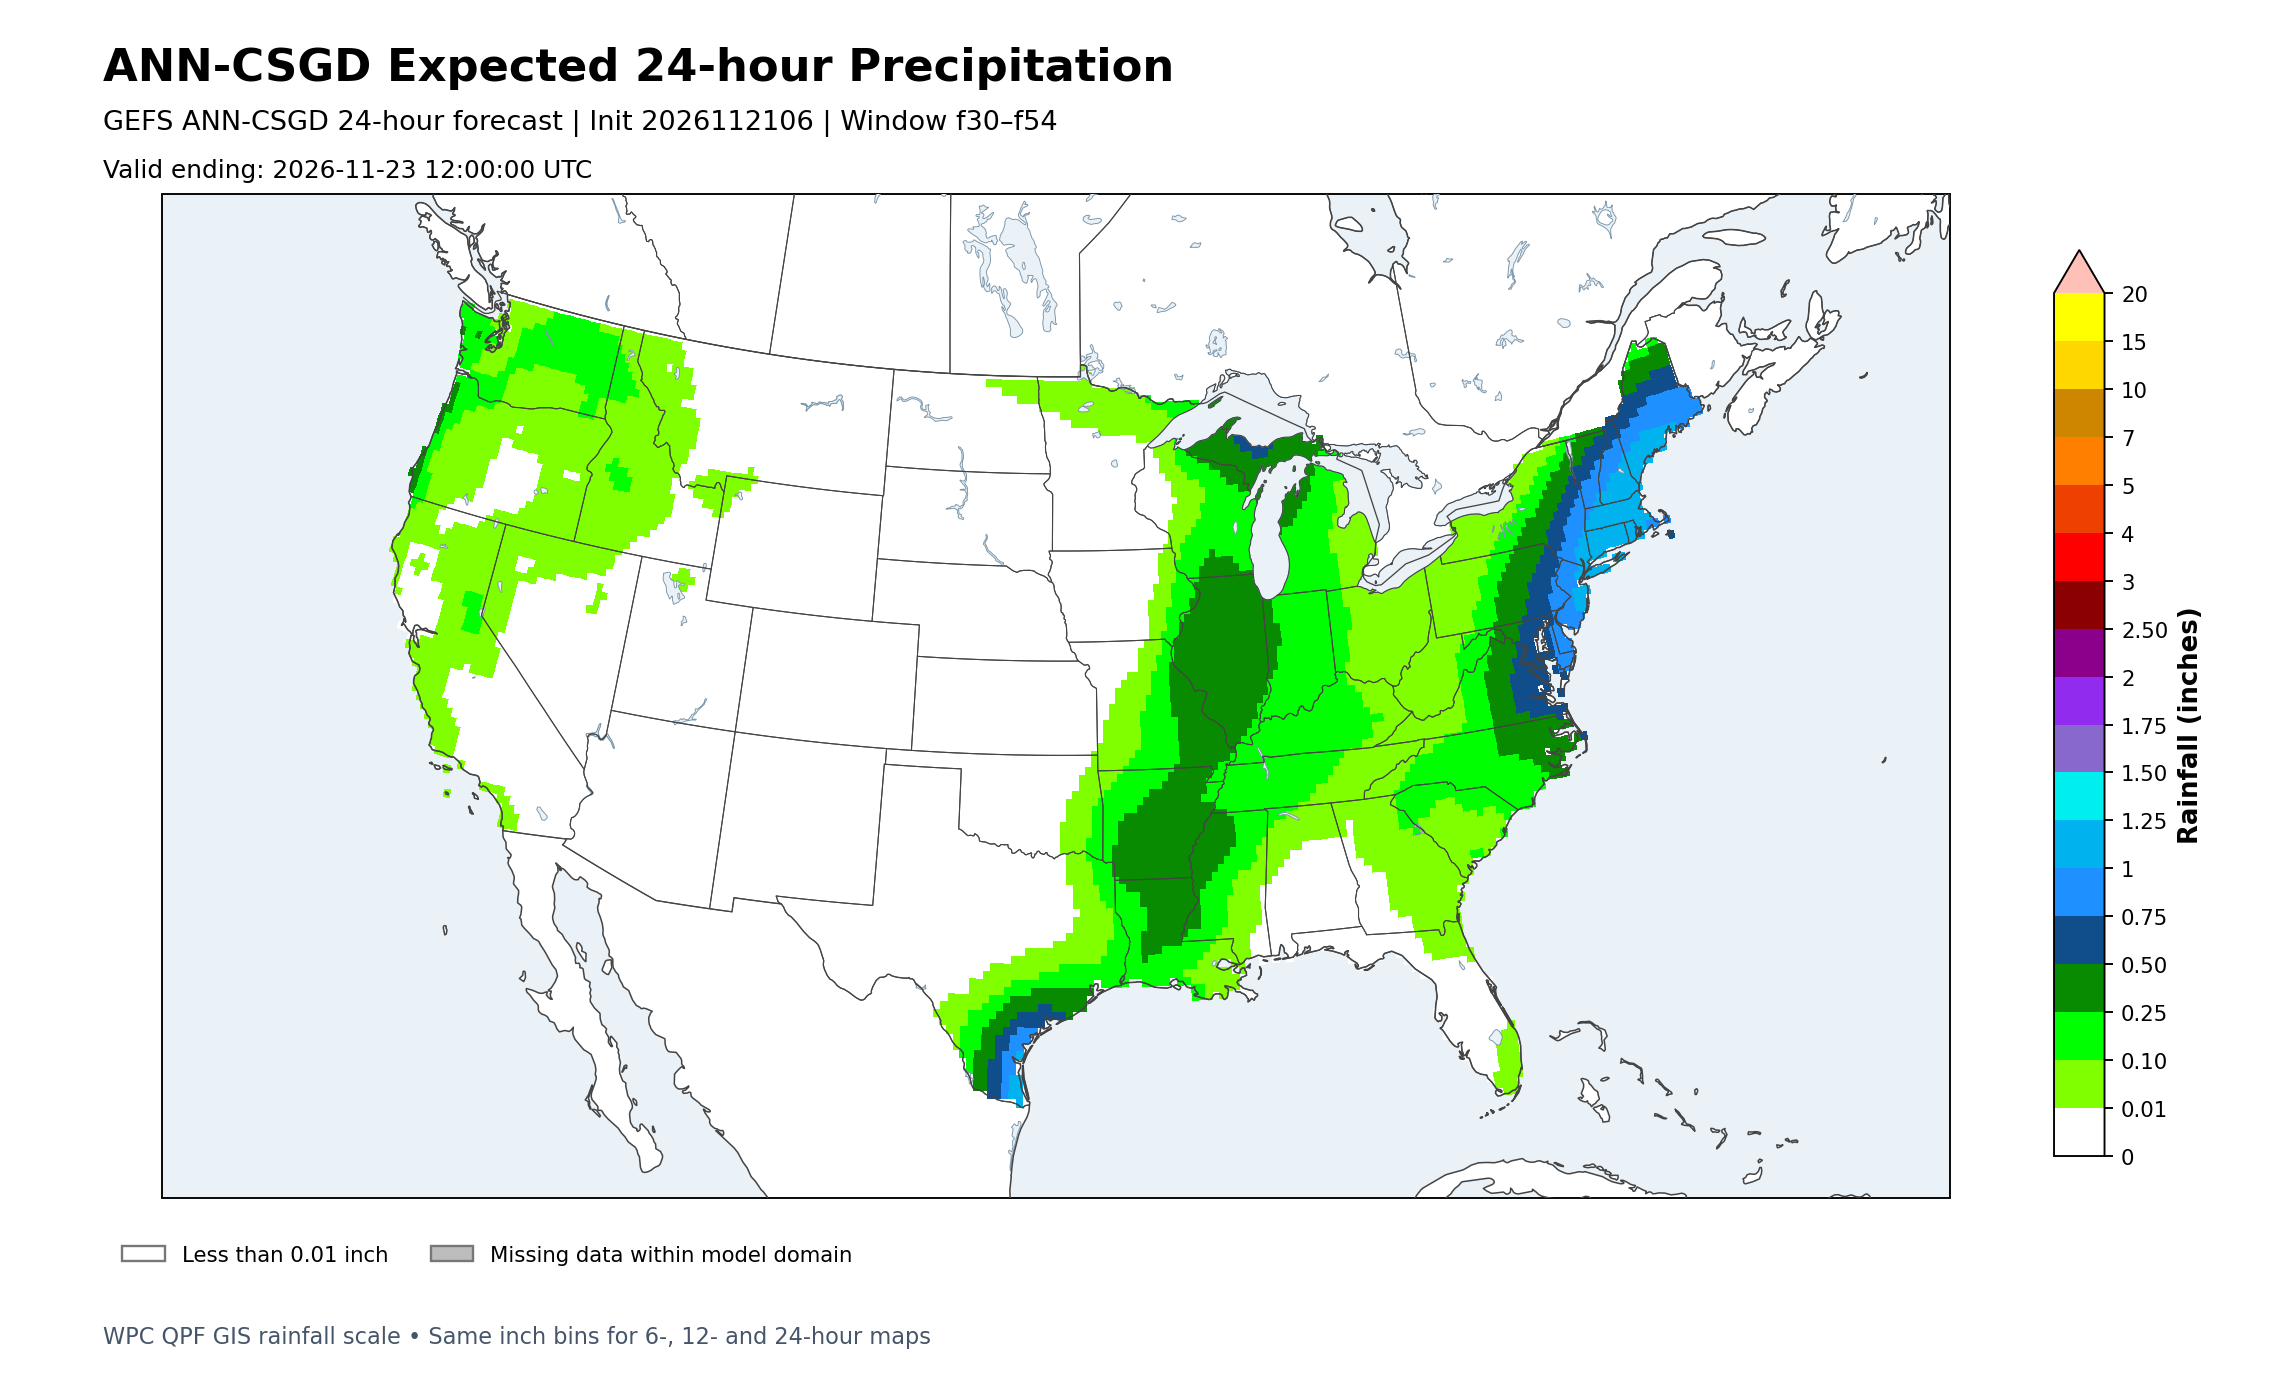 ANN-CSGD Expected 24-hour Precipitation
GEFS ANN-CSGD 24-hour forecast | Init 2026112106 | Window f30–f54
Valid ending: 2026-11-23 12:00:00 UTC
20
15
10
7
5
4
3
2.50
2
1.75
1.50
1.25
1
0.75
0.50
0.25
0.10
0.01
0
Rainfall (inches)
Less than 0.01 inch
Missing data within model domain
WPC QPF GIS rainfall scale • Same inch bins for 6-, 12- and 24-hour maps